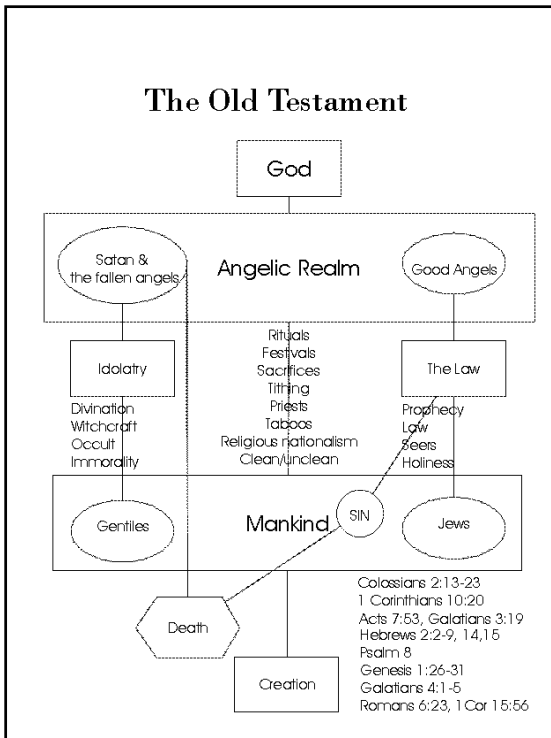 The Old Testament
God
Satan &
the fallen angels
Angelic Realm
Good Angels
Idolatry
Rituals
Festivals
Sacrifices
Tithing
Priests
Taboos
Religious nationalism
Clean/unclean
The Law
Divination
Witchcraft
Occult
Immorality
Prophecy
Law
Seers
Holiness
Gentiles
Mankind
SIN
Jews
Death
Creation
Colossians 2:13-23
1 Corinthians 10:20
Acts 7:53, Galatians 3:19
Hebrews 2:2-9, 14,15
Psalm 8
Genesis 1:26-31
Galatians 4:1-5
Romans 6:23, 1Cor 15:56